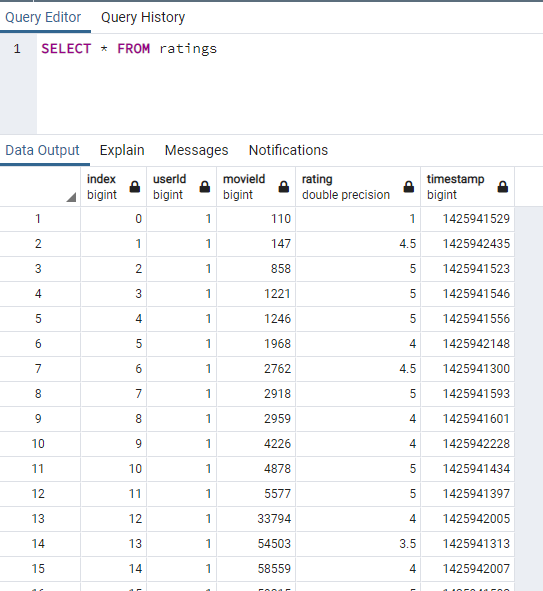 Query Editor Query History
1 SELECT * FROM ratings
Data Output Explain Messages Notifications
index userId movieId rating timestamp
bigint bigint bigint double precision bigint
1 0 1 110 1 1425941529
2 1 1 147 4.5 1425942435
3 2 1 858 5 1425941523
4 3 1 1221 5 1425941546
5 4 1 1246 5 1425941556
6 5 1 1968 4 1425942148
7 6 1 2762 4.5 1425941300
8 7 1 2918 5 1425941593
9 8 1 2959 4 1425941601
10 9 1 4226 4 1425942228
11 10 1 4878 5 1425941434
12 11 1 5577 5 1425941397
13 12 1 33794 4 1425942005
14 13 1 54503 3.5 1425941313
15 14 1 58559 4 1425942007